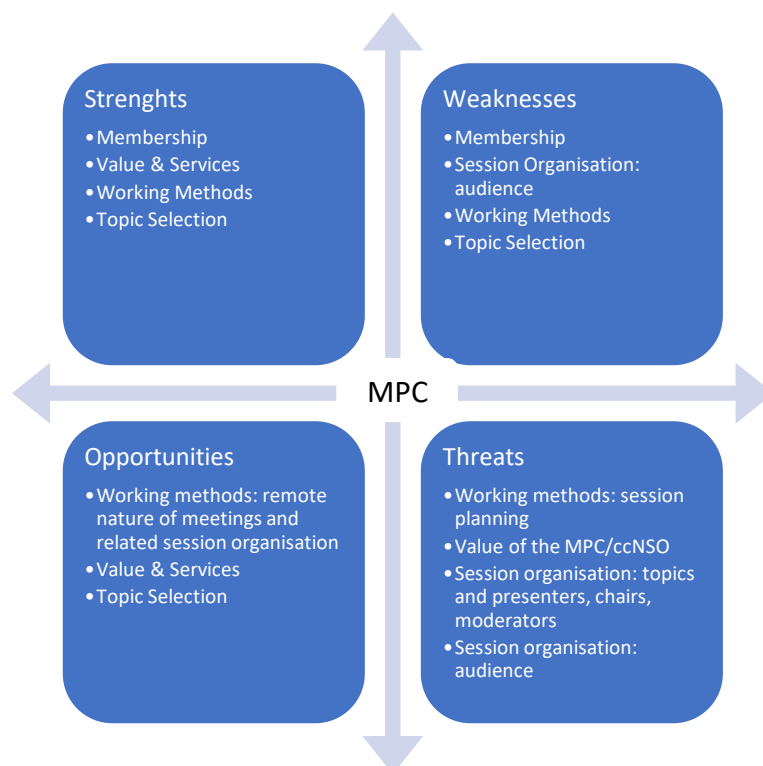 Strenghts
•Membership
•Value & Services
•Working Methods
•Topic Selection
Weaknesses
•Membership
•Session Organisation:
audience
•Working Methods
•Topic Selection
MPC
Opportunities
•Working methods: remote
nature of meetings and
related session organisation
•Value & Services
•Topic Selection
Threats
•Working methods: session
planning
•Value of the MPC/ccNSO
•Session organisation: topics
and presenters, chairs,
moderators
•Session organisation:
audience